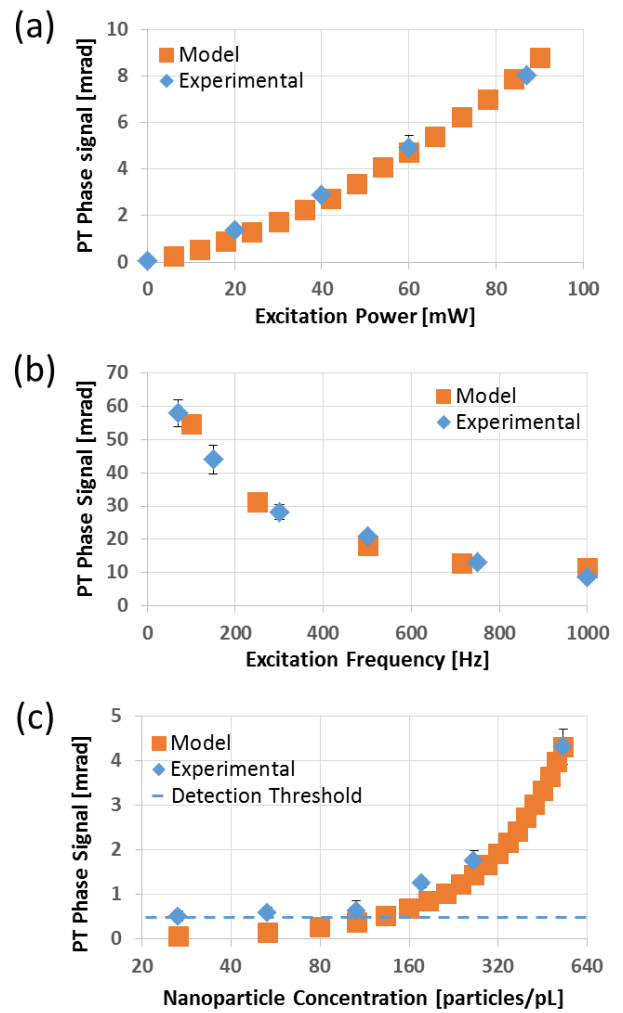 (a)
PT Phase signal [mrad]
10
8
6
4
2
0
Model
Experimental
0 20 40 60 80 100
Excitation Power [mW]
(b)
PT Phase Signal [mrad]
70
60
50
40
30
20
10
0
Model
Experimental
0 200 400 600 800 1000
Excitation Frequency [Hz]
(c)
PT Phase Signal [mrad]
5
4
3
2
1
0
Model
Experimental
Detection Threshold
20 40 80 160 320 640
Nanoparticle Concentration [particles/pL]